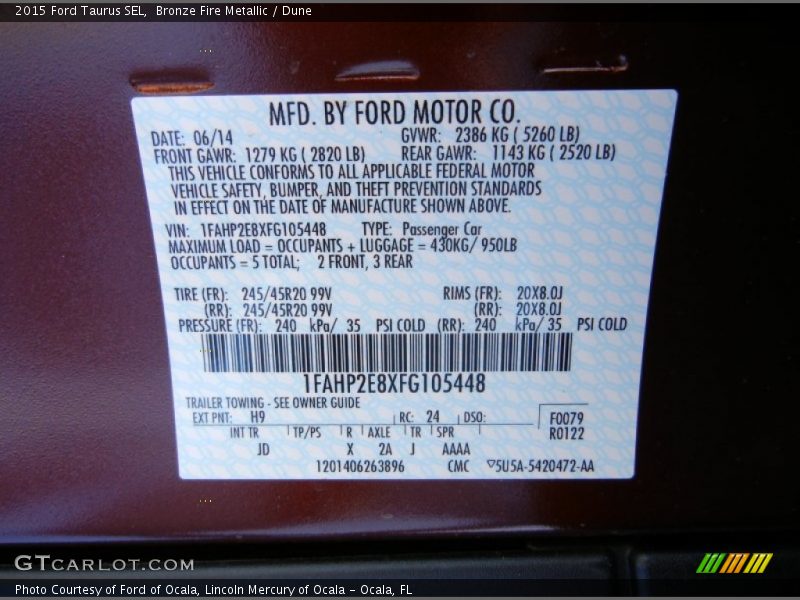 2015 Ford Taurus SEL,  Bronze Fire Metallic / Dune
MFD. BY FORD MOTOR CO.
DATE: 06/14 GVWR: 2386 KG ( 5260 LB)
FRONT GAWR: 1279 KG ( 2820 LB) REAR GAWR: 1143 KG ( 2520 LB)
THIS VEHICLE CONFORMS TO ALL APPLICABLE FEDERAL MOTOR
VEHICLE SAFETY, BUMPER, AND THEFT PREVENTION STANDARDS
IN EFFECT ON THE DATE OF MANUFACTURE SHOWN ABOVE.
VIN: 1FAHP2E8XFG105448 TYPE: Passenger Car
MAXIMUM LOAD = OCCUPANTS + LUGGAGE = 430KG/ 950LB
OCCUPANTS = 5 TOTAL; 2 FRONT, 3 REAR
TIRE (FR): 245/45R20 99V RIMS (FR): 20X8.0J
(RR): 245/45R20 99V (RR): 20X8.0J
PRESSURE (FR): 240 kPa/ 35 PSI COLD (RR): 240 kPa/ 35 PSI COLD
1FAHP2E8XFG105448
TRAILER TOWING - SEE OWNER GUIDE
EXT PNT: H9 RC: 24 DSO: F0079
INT TR TP/PS R AXLE TR SPR R0122
JD X 2A J AAAA
1201406263896 CMC ▽5U5A-5420472-AA
GTCARLOT.COM
Photo Courtesy of Ford of Ocala, Lincoln Mercury of Ocala - Ocala, FL